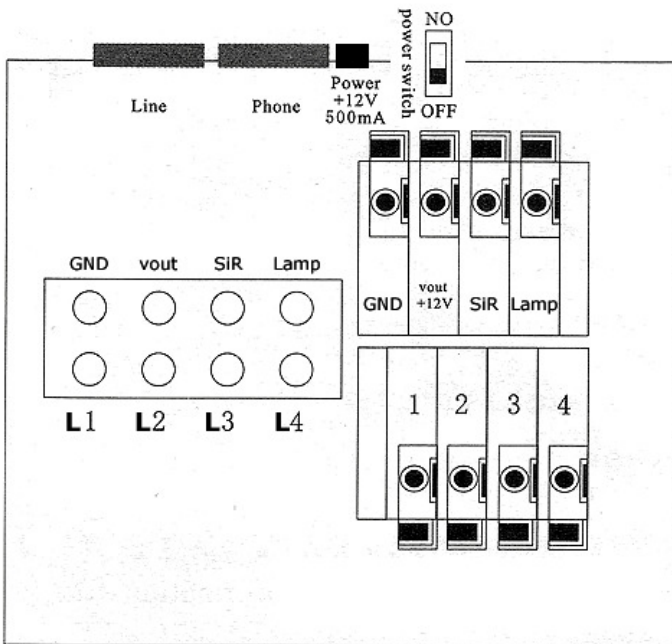 NO
power switch
OFF
Line
Phone
Power
+12V
500mA
GND vout SiR Lamp
L1 L2 L3 L4
GND
vout
+12V
SiR
Lamp
1 2 3 4